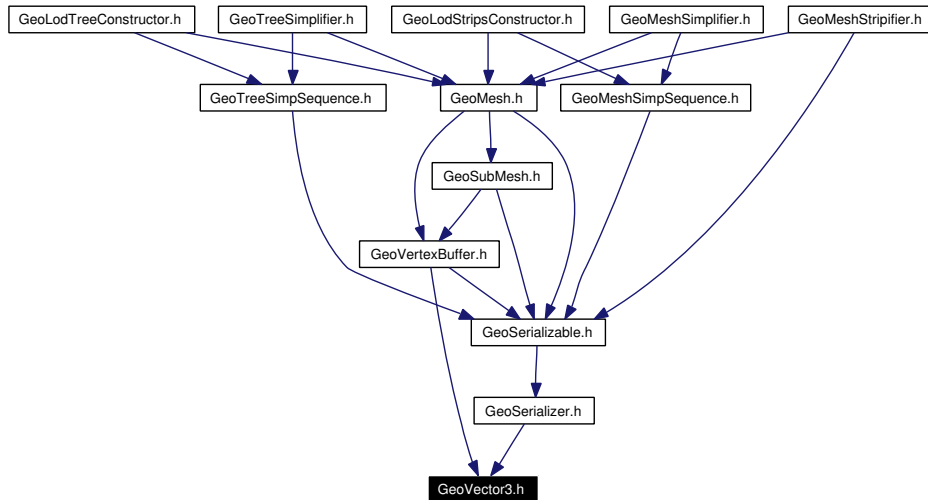 GeoLodTreeConstructor.h
GeoTreeSimplifier.h
GeoLodStripsConstructor.h
GeoMeshSimplifier.h
GeoMeshStripifier.h
GeoTreeSimpSequence.h
GeoMesh.h
GeoMeshSimpSequence.h
GeoSubMesh.h
GeoVertexBuffer.h
GeoSerializable.h
GeoSerializer.h
GeoVector3.h